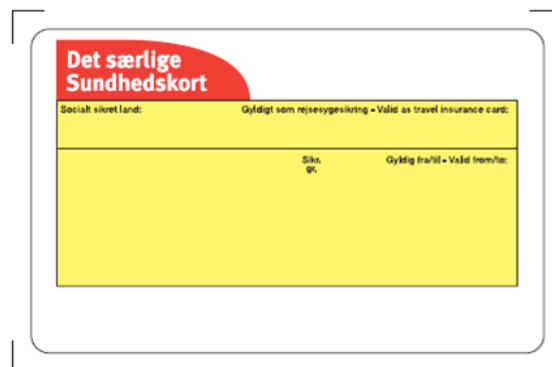 Det særlige
Sundhedskort
Socialt sikret land: Gyldigt som rejsesygesikring - Valid as travel insurance card:
Sikr. Gyldig fra/til - Valid from/to:
gr.